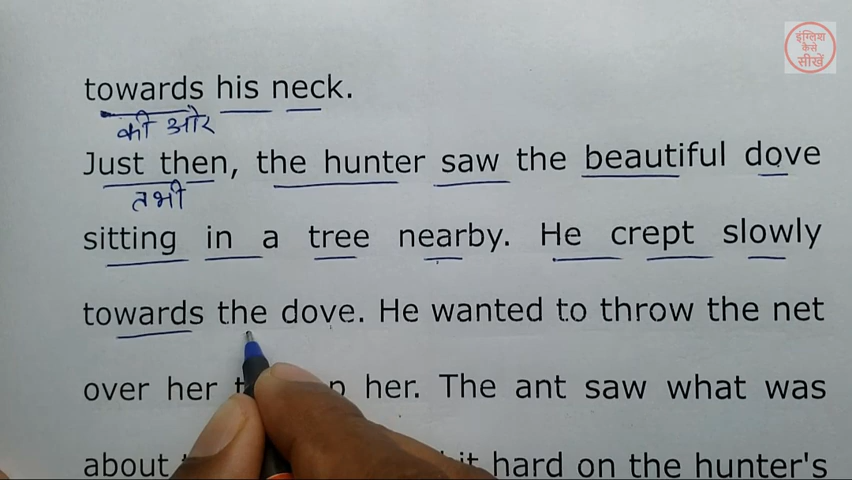 इंग्लिश
कैसे
सीखें
towards his neck.
की ओर
Just then, the hunter saw the beautiful dove
तभी
sitting in a tree nearby. He crept slowly
towards the dove. He wanted to throw the net
over her her. The ant saw what was
about hard on the hunter's